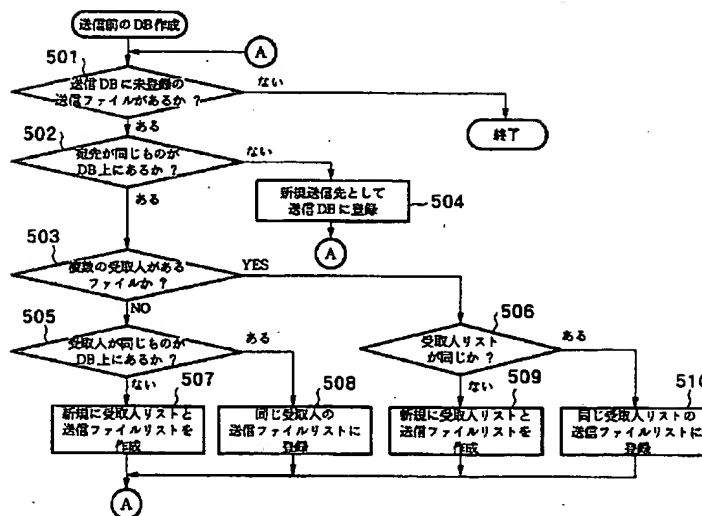 送信前のDB作成
A
501
送信DBに未登録の
送信ファイルがあるか？
ない
ある
終了
502
宛先が同じものが
DB上にあるか？
ない
ある
新規送信先として
送信DBに登録
504
A
503
複数の受取人がある
ファイルか？
YES
NO
505
受取人が同じものが
DB上にあるか？
ある
ない
506
受取人リスト
が同じか？
ある
ない
507
新規に受取人リストと
送信ファイルリストを
作成
508
同じ受取人の
送信ファイルリストに
登録
509
新規に受取人リストと
送信ファイルリストを
作成
510
同じ受取人リストの
送信ファイルリストに
登録
A